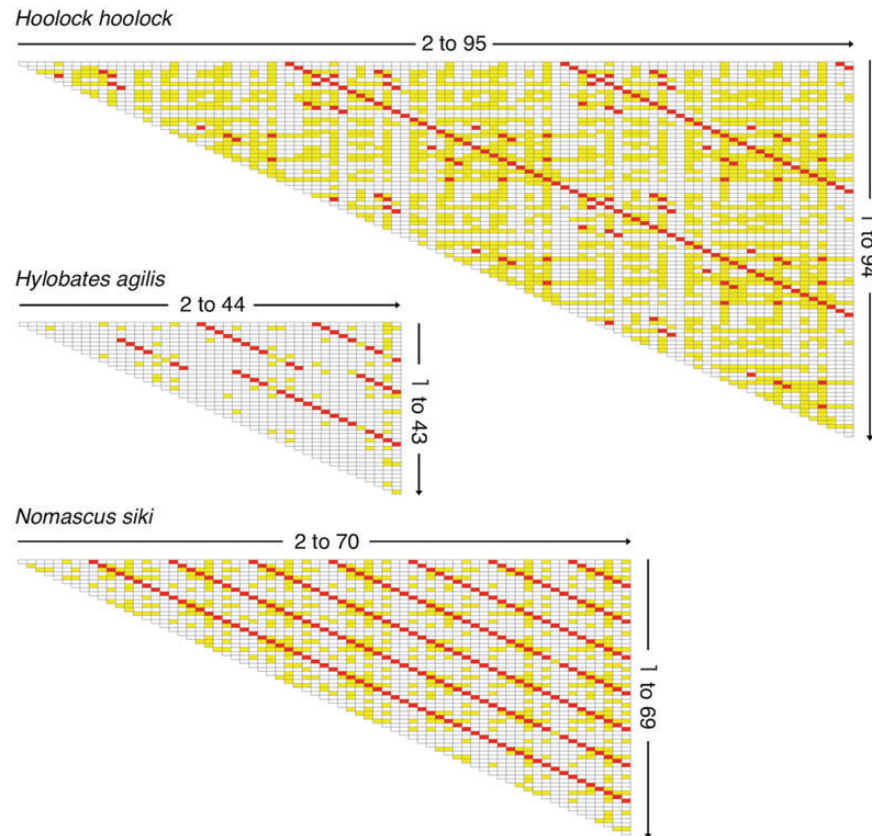 Hoolock hoolock
2 to 95
1 to 94
Hylobates agilis
2 to 44
1 to 43
Nomascus siki
2 to 70
1 to 69